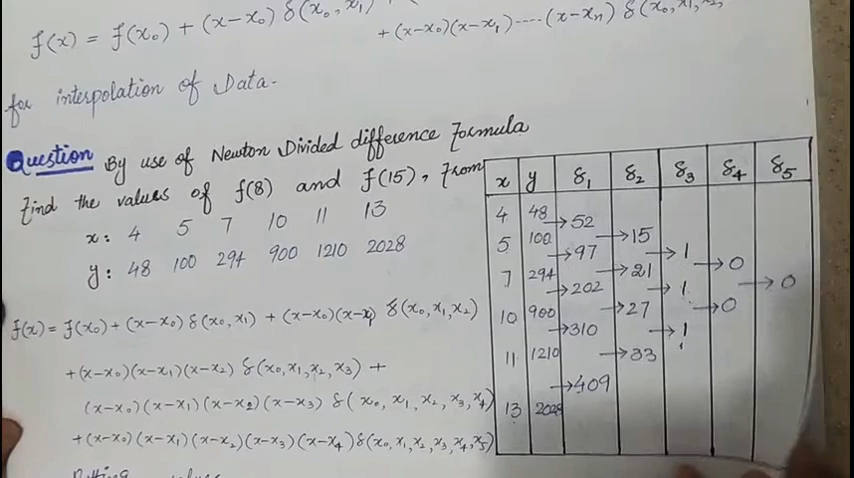 f(x) = f(x₀) + (x-x₀) δ(x₀, x₁)
+ (x-x₀)(x-x₁) ---- (x-xₙ) δ(x₀, x₁, x₂,
for interpolation of Data.
Question By use of Newton Divided difference Formula
Find the values of f(8) and f(15), From
x: 4 5 7 10 11 13
y: 48 100 294 900 1210 2028
f(x) = f(x₀) + (x-x₀) δ(x₀, x₁) + (x-x₀)(x-x₁) δ(x₀, x₁, x₂)
+ (x-x₀)(x-x₁)(x-x₂) δ(x₀, x₁, x₂, x₃) +
(x-x₀)(x-x₁)(x-x₂)(x-x₃) δ(x₀, x₁, x₂, x₃, x₄)
+ (x-x₀)(x-x₁)(x-x₂)(x-x₃)(x-x₄) δ(x₀, x₁, x₂, x₃, x₄, x₅)
x y δ₁ δ₂ δ₃ δ₄ δ₅
4 48
→52
5 100 →15
→97 →1
7 294 →21 →0
→202 →1 →0
10 900 →27 →0
→310 →1
11 1210 →33
→409
13 2028